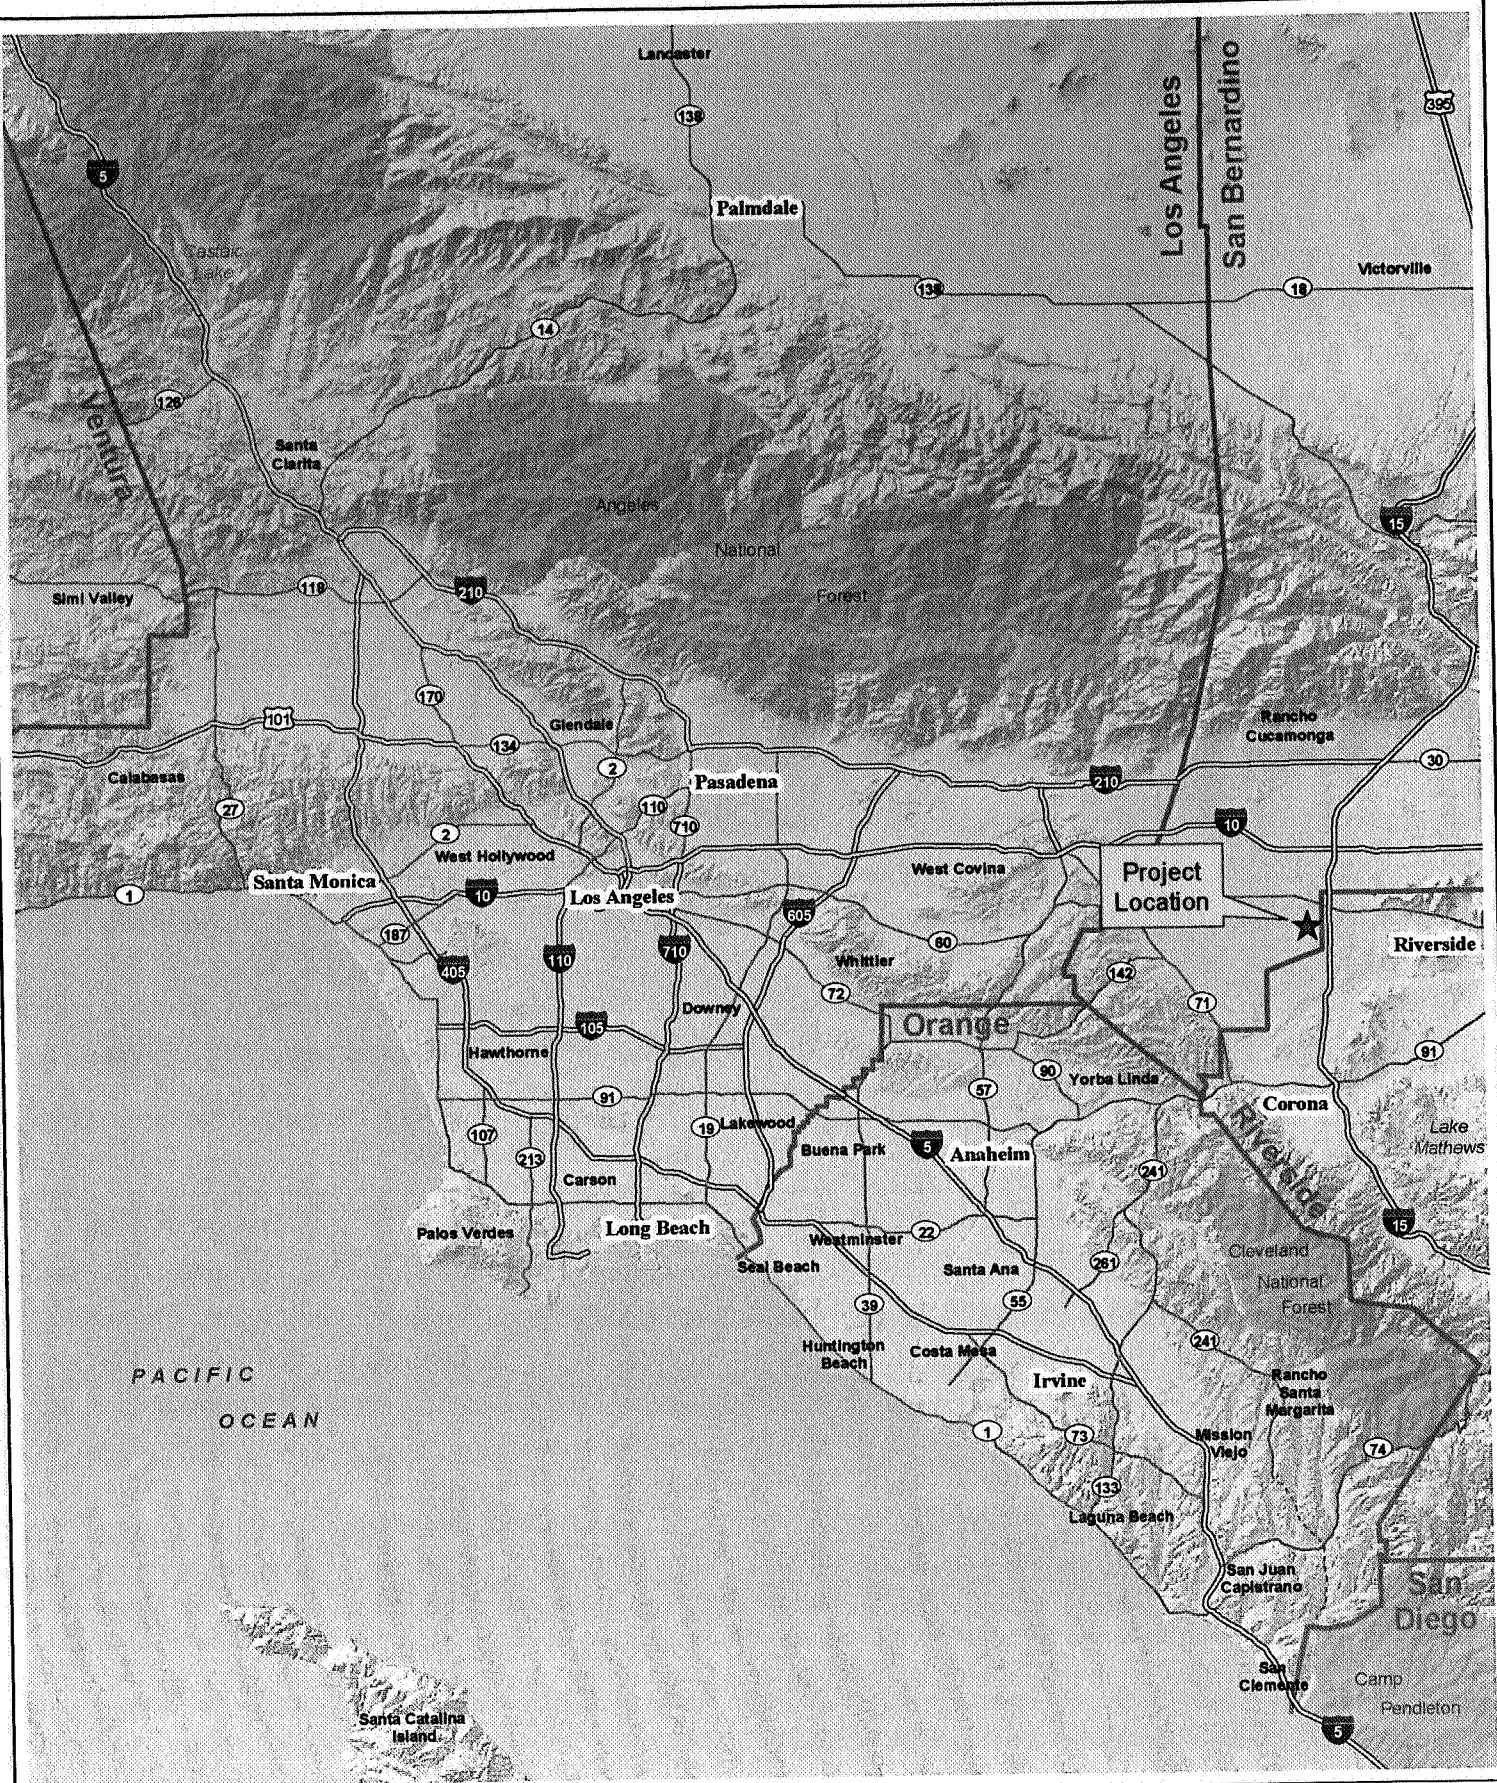 Lancaster
Los Angeles
San Bernardino
395
138
5
Palmdale
Castaic
Lake
Victorville
138
18
14
126
Ventura
Santa
Clarita
Angeles
National
Forest
15
Simi Valley
118
210
170
101
Glendale
134
Rancho
Cucamonga
30
Calabasas
2
Pasadena
210
27
110
710
10
2
West Hollywood
West Covina
Project
Location
Santa Monica
1
10
Los Angeles
605
187
60
Riverside
405
110
710
Whittler
142
72
71
Downey
105
Orange
Hawthorne
91
90
Yorba Linda
57
91
Corona
107
19
Lakewood
Lake
Mathews
Riverside
213
Buena Park
5
Anaheim
241
Carson
Palos Verdes
Long Beach
22
Westminster
15
Seal Beach
Santa Ana
261
Cleveland
National
Forest
39
55
Huntington
Beach
Costa Mesa
241
Irvine
Rancho
Santa
Margarita
PACIFIC
OCEAN
1
73
Mission
Viejo
74
133
Laguna Beach
San Juan
Capistrano
San
Diego
San
Clemente
Camp
Pendleton
Santa Catalina
Island
5